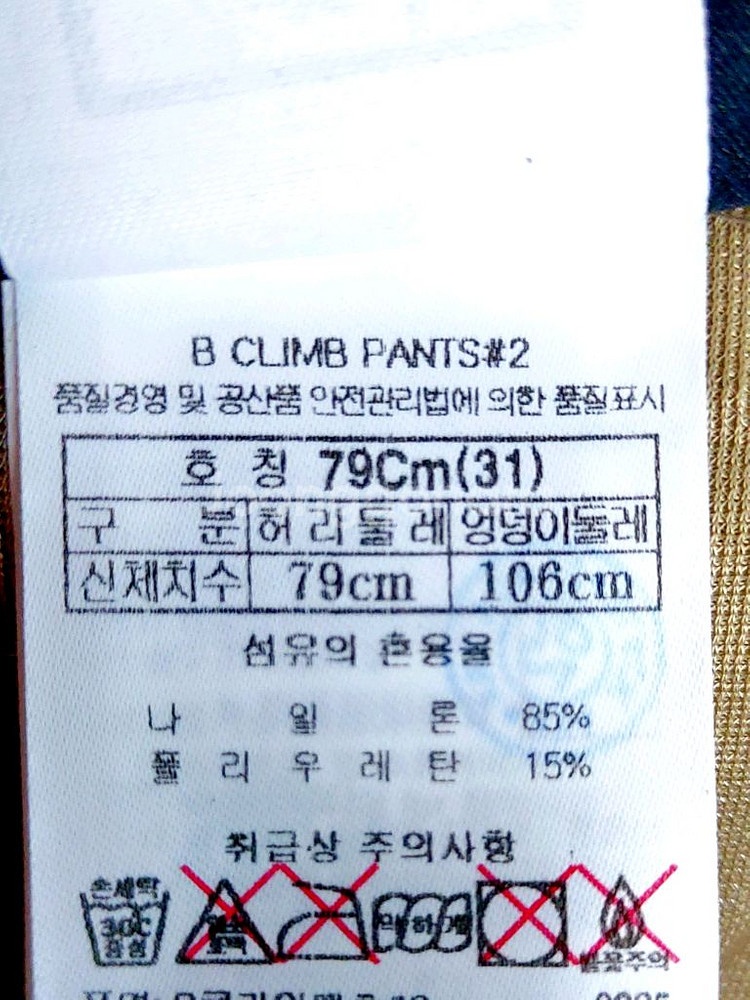 B CLIMB PANTS#2
품질경영 및 공산품 안전관리법에 의한 품질표시
호 칭 79Cm(31)
구 분 허리둘레 엉덩이둘레
신체치수 79cm 106cm
섬유의 혼용율
나 일 론 85%
폴 리 우 레 탄 15%
취급상 주의사항
손세탁
30C
중성
약하게